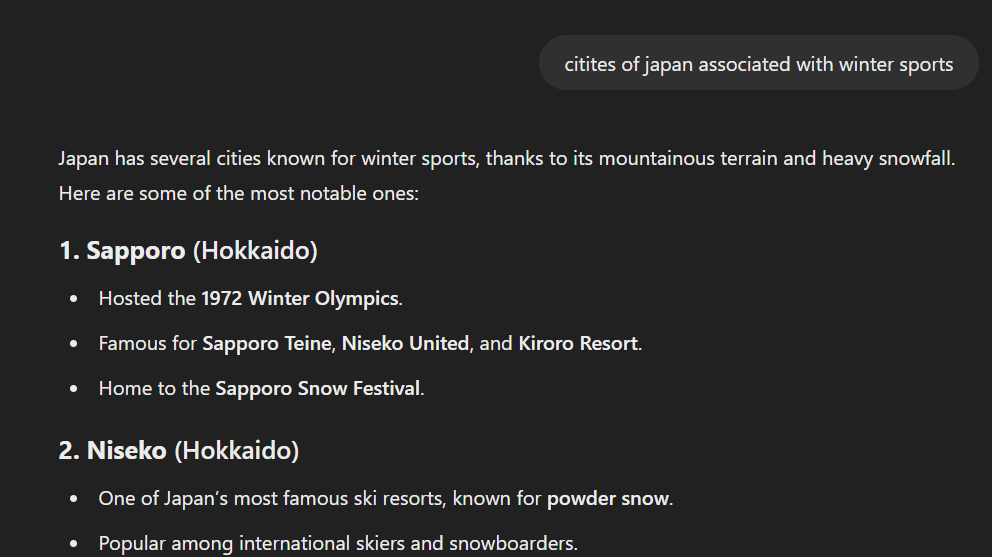 citites of japan associated with winter sports
Japan has several cities known for winter sports, thanks to its mountainous terrain and heavy snowfall.
Here are some of the most notable ones:
1. Sapporo (Hokkaido)
• Hosted the 1972 Winter Olympics.
• Famous for Sapporo Teine, Niseko United, and Kiroro Resort.
• Home to the Sapporo Snow Festival.
2. Niseko (Hokkaido)
• One of Japan’s most famous ski resorts, known for powder snow.
• Popular among international skiers and snowboarders.